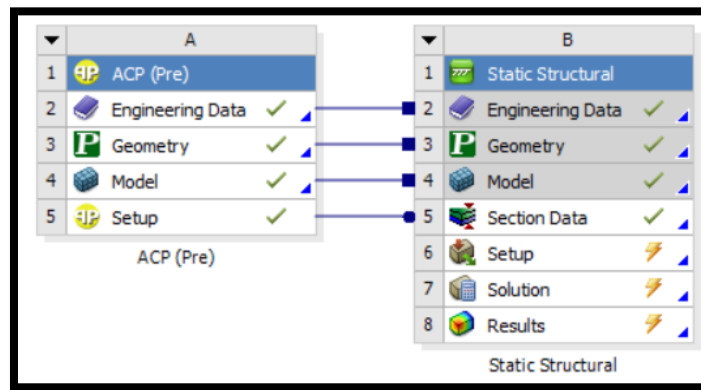 A
1 ACP (Pre)
2 Engineering Data
3 P Geometry
4 Model
5 Setup
ACP (Pre)
B
1 Static Structural
2 Engineering Data
3 P Geometry
4 Model
5 Section Data
6 Setup
7 Solution
8 Results
Static Structural